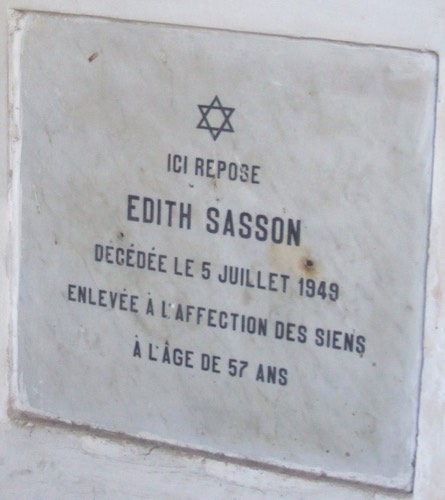 ICI REPOSE
EDITH SASSON
DÉCÉDÉE LE 5 JUILLET 1949
ENLEVÉE À L'AFFECTION DES SIENS
À L'ÂGE DE 57 ANS